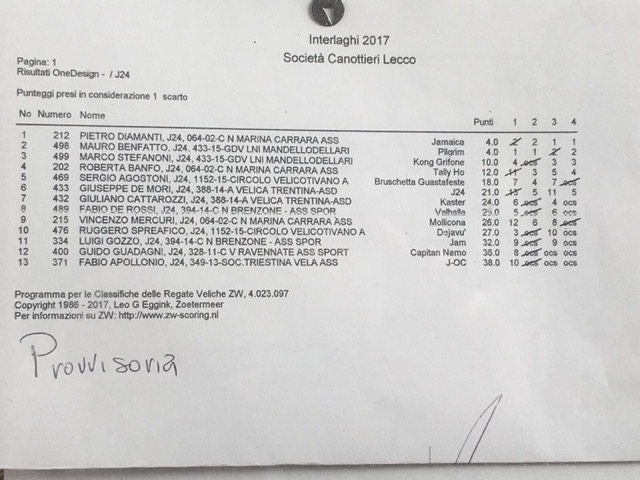 Interlaghi 2017
Società Canottieri Lecco
Pagina: 1
Risultati OneDesign - / J24
Punteggi presi in considerazione 1 scarto
No Numero Nome Punti 1 2 3 4
1 212 PIETRO DIAMANTI, J24, 064-02-C N MARINA CARRARA ASS Jamaica 4.0 2 2 1 1
2 498 MAURO BENFATTO, J24, 433-15-GDV LNI MANDELLODELLARI Pilgrim 4.0 1 1 2 2
3 499 MARCO STEFANONI, J24, 433-15-GDV LNI MANDELLODELLARI Kong Grifone 10.0 4 ocs 3 3
4 202 ROBERTA BANFO, J24, 064-02-C N MARINA CARRARA ASS Tally Ho 12.0 11 3 5 4
5 469 SERGIO AGOSTONI, J24, 1152-15-CIRCOLO VELICOTIVANO A Bruschetta Guastafeste 18.0 7 4 7 ocs
6 433 GIUSEPPE DE MORI, J24, 388-14-A VELICA TRENTINA-ASD J24 21.0 5 11 5
7 432 GIULIANO CATTAROZZI, J24, 388-14-A VELICA TRENTINA-ASD Kaster 24.0 6 ocs 4 ocs
8 489 FABIO DE ROSSI, J24, 394-14-C N BRENZONE - ASS SPOR Valhalla 25.0 5 ocs 6 ocs
9 215 VINCENZO MERCURI, J24, 064-02-C N MARINA CARRARA ASS Mollicona 26.0 12 6 8 ocs
10 476 RUGGERO SPREAFICO, J24, 1152-15-CIRCOLO VELICOTIVANO A Dejavu' 27.0 3 ocs 10 ocs
11 334 LUIGI GOZZO, J24, 394-14-C N BRENZONE - ASS SPOR Jam 32.0 9 ocs 9 ocs
12 400 GUIDO GUADAGNI, J24, 328-11-C V RAVENNATE ASS SPORT Capitan Nemo 36.0 8 ocs ocs ocs
13 371 FABIO APOLLONIO, J24, 349-13-SOC.TRIESTINA VELA ASS J-OC 38.0 10 ocs ocs ocs
Programma per le Classifiche delle Regate Veliche ZW, 4.023.097
Copyright 1986 - 2017, Leo G Eggink, Zoetermeer
Per informazioni su ZW: http://www.zw-scoring.nl
Provvisoria